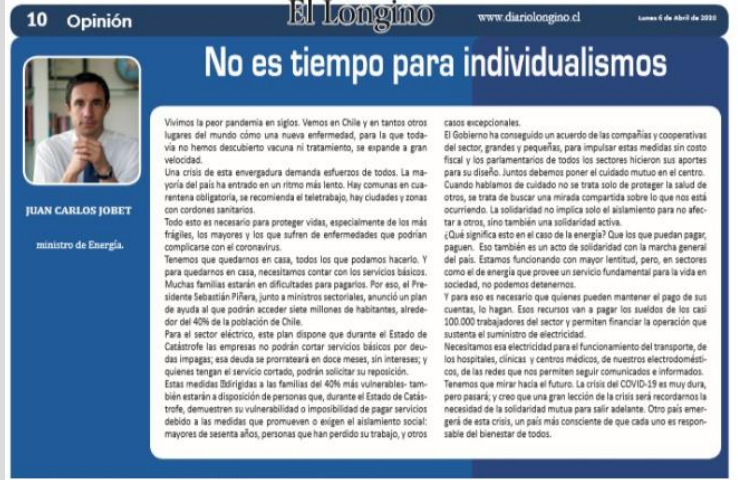 10 Opinión
El Longino
www.diariolongino.cl
Lunes 6 de Abril de 2020
No es tiempo para individualismos
JUAN CARLOS JOBET
ministro de Energía.
Vivimos la peor pandemia en siglos. Vemos en Chile y en tantos otros
lugares del mundo cómo una nueva enfermedad, para la que toda-
vía no hemos descubierto vacuna ni tratamiento, se expande a gran
velocidad.
Una crisis de esta envergadura demanda esfuerzos de todos. La ma-
yoría del país ha entrado en un ritmo más lento. Hay comunas en cua-
rentena obligatoria, se recomienda el teletrabajo, hay ciudades y zonas
con cordones sanitarios.
Todo esto es necesario para proteger vidas, especialmente de los más
frágiles, los mayores y los que sufren de enfermedades que podrían
complicarse con el coronavirus.
Tenemos que quedarnos en casa, todos los que podamos hacerlo. Y
para quedarnos en casa, necesitamos contar con los servicios básicos.
Muchas familias estarán en dificultades para pagarlos. Por eso, el Pre-
sidente Sebastián Piñera, junto a ministros sectoriales, anunció un plan
de ayuda al que podrán acceder siete millones de habitantes, alrede-
dor del 40% de la población de Chile.
Para el sector eléctrico, este plan dispone que durante el Estado de
Catástrofe las empresas no podrán cortar servicios básicos por deu-
das impagas; esa deuda se prorrateará en doce meses, sin intereses; y
quienes tengan el servicio cortado, podrán solicitar su reposición.
Estas medidas dirigidas a las familias del 40% más vulnerables- tam-
bién estarán a disposición de personas que, durante el Estado de Catás-
trofe, demuestren su vulnerabilidad o imposibilidad de pagar servicios
debido a las medidas que promueven o exigen el aislamiento social:
mayores de sesenta años, personas que han perdido su trabajo, y otros
casos excepcionales.
El Gobierno ha conseguido un acuerdo de las compañías y cooperativas
del sector, grandes y pequeñas, para impulsar estas medidas sin costo
fiscal y los parlamentarios de todos los sectores hicieron sus aportes
para su diseño. Juntos debemos poner el cuidado mutuo en el centro.
Cuando hablamos de cuidado no se trata solo de proteger la salud de
otros, se trata de buscar una mirada compartida sobre lo que nos está
ocurriendo. La solidaridad no implica solo el aislamiento para no afec-
tar a otros, sino también una solidaridad activa.
¿Qué significa esto en el caso de la energía? Que los que puedan pagar,
paguen. Eso también es un acto de solidaridad con la marcha general
del país. Estamos funcionando con mayor lentitud, pero, en sectores
como el de energía que provee un servicio fundamental para la vida en
sociedad, no podemos detenernos.
Y para eso es necesario que quienes pueden mantener el pago de sus
cuentas, lo hagan. Esos recursos van a pagar los sueldos de los casi
100.000 trabajadores del sector y permiten financiar la operación que
sustenta el suministro de electricidad.
Necesitamos esa electricidad para el funcionamiento del transporte, de
los hospitales, clínicas y centros médicos, de nuestros electrodomésti-
cos, de las redes que nos permiten seguir comunicados e informados.
Tenemos que mirar hacia el futuro. La crisis del COVID-19 es muy dura,
pero pasará; y creo que una gran lección de la crisis será recordarnos la
necesidad de la solidaridad mutua para salir adelante. Otro país emer-
gerá de esta crisis, un país más consciente de que cada uno es respon-
sable del bienestar de todos.